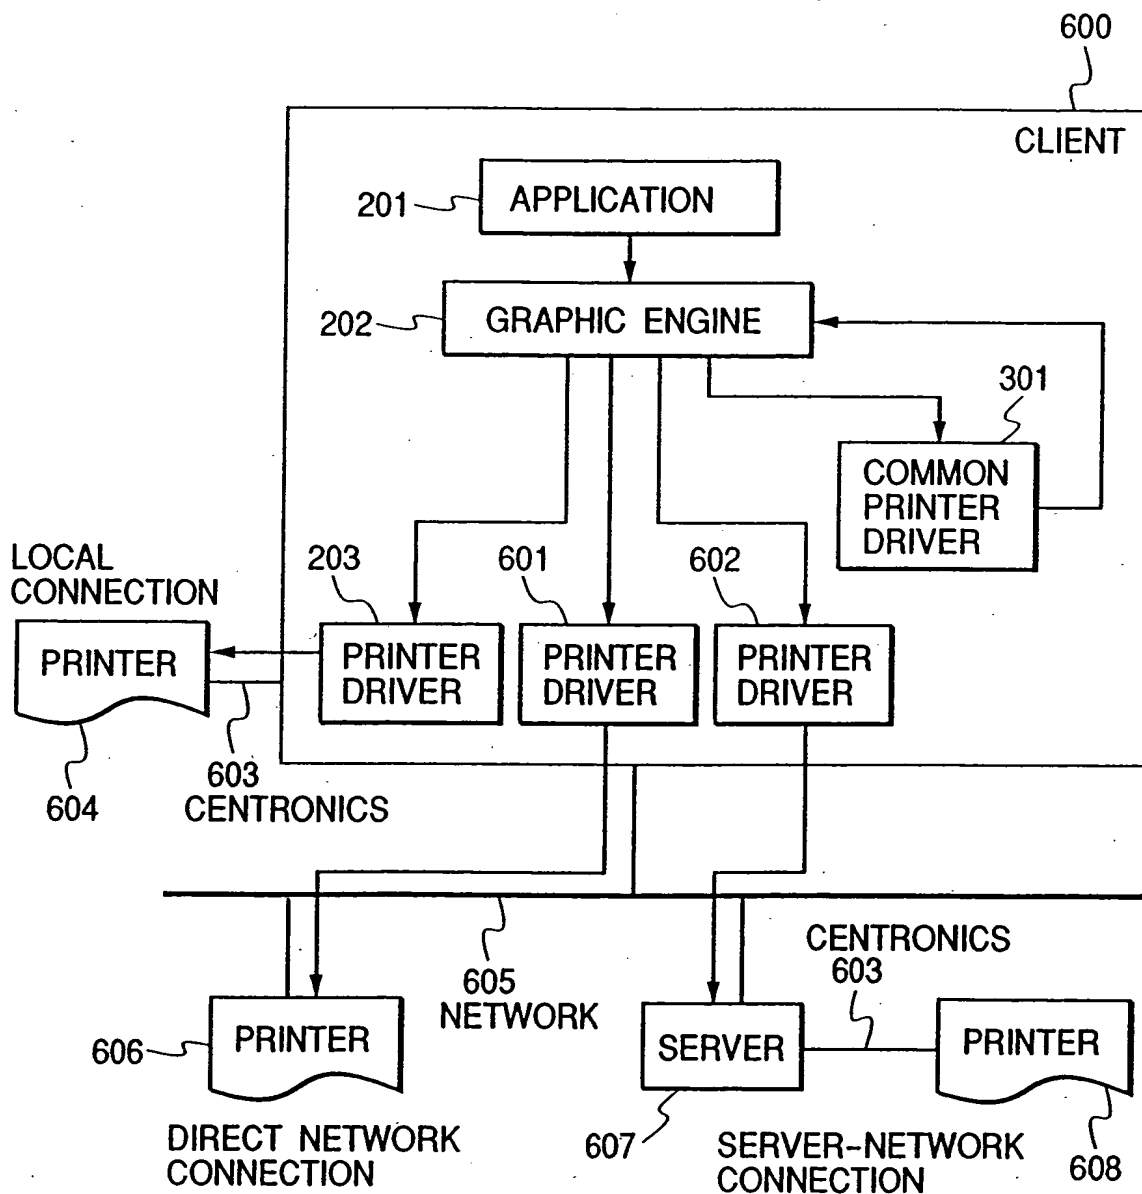 600
CLIENT
201
APPLICATION
202
GRAPHIC ENGINE
301
COMMON
PRINTER
DRIVER
LOCAL
CONNECTION
203
601
602
PRINTER
PRINTER
DRIVER
PRINTER
DRIVER
PRINTER
DRIVER
604
603
CENTRONICS
605
NETWORK
CENTRONICS
603
606
PRINTER
SERVER
PRINTER
DIRECT NETWORK
CONNECTION
607
SERVER-NETWORK
CONNECTION
608